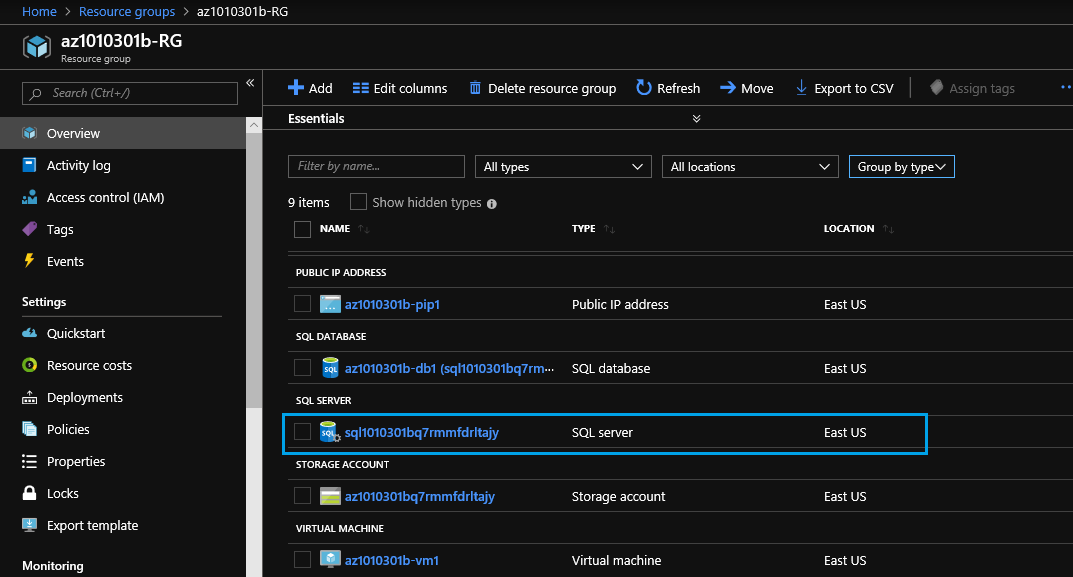 Home > Resource groups > az1010301b-RG
az1010301b-RG
Resource group
Search (Ctrl+/)
«
Overview
Activity log
Access control (IAM)
Tags
Events
Settings
Quickstart
Resource costs
Deployments
Policies
Properties
Locks
Export template
Monitoring
Add Edit columns Delete resource group Refresh Move Export to CSV Assign tags ...
Essentials
Filter by name... All types All locations Group by type
9 items Show hidden types
NAME TYPE LOCATION
PUBLIC IP ADDRESS
az1010301b-pip1 Public IP address East US
SQL DATABASE
SQL az1010301b-db1 (sql1010301bq7rm... SQL database East US
SQL SERVER
SQL sql1010301bq7rmmfdrltajy SQL server East US
STORAGE ACCOUNT
az1010301bq7rmmfdrltajy Storage account East US
VIRTUAL MACHINE
az1010301b-vm1 Virtual machine East US